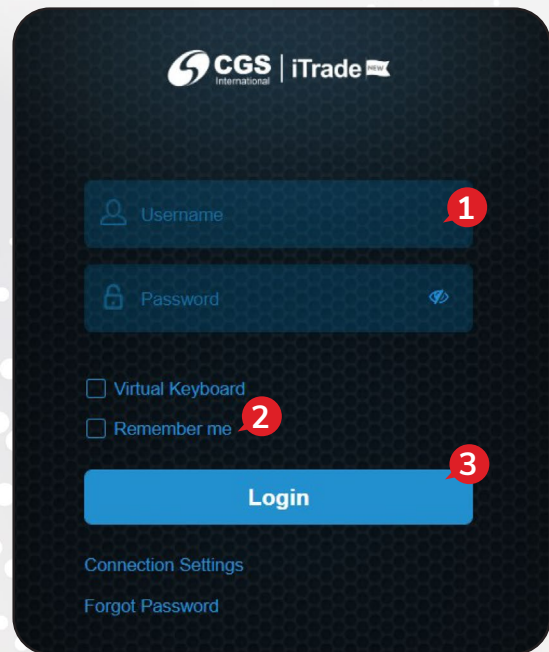 CGS International | iTrade NEW
Username
1
Password
Virtual Keyboard
Remember me
2
3
Login
Connection Settings
Forgot Password